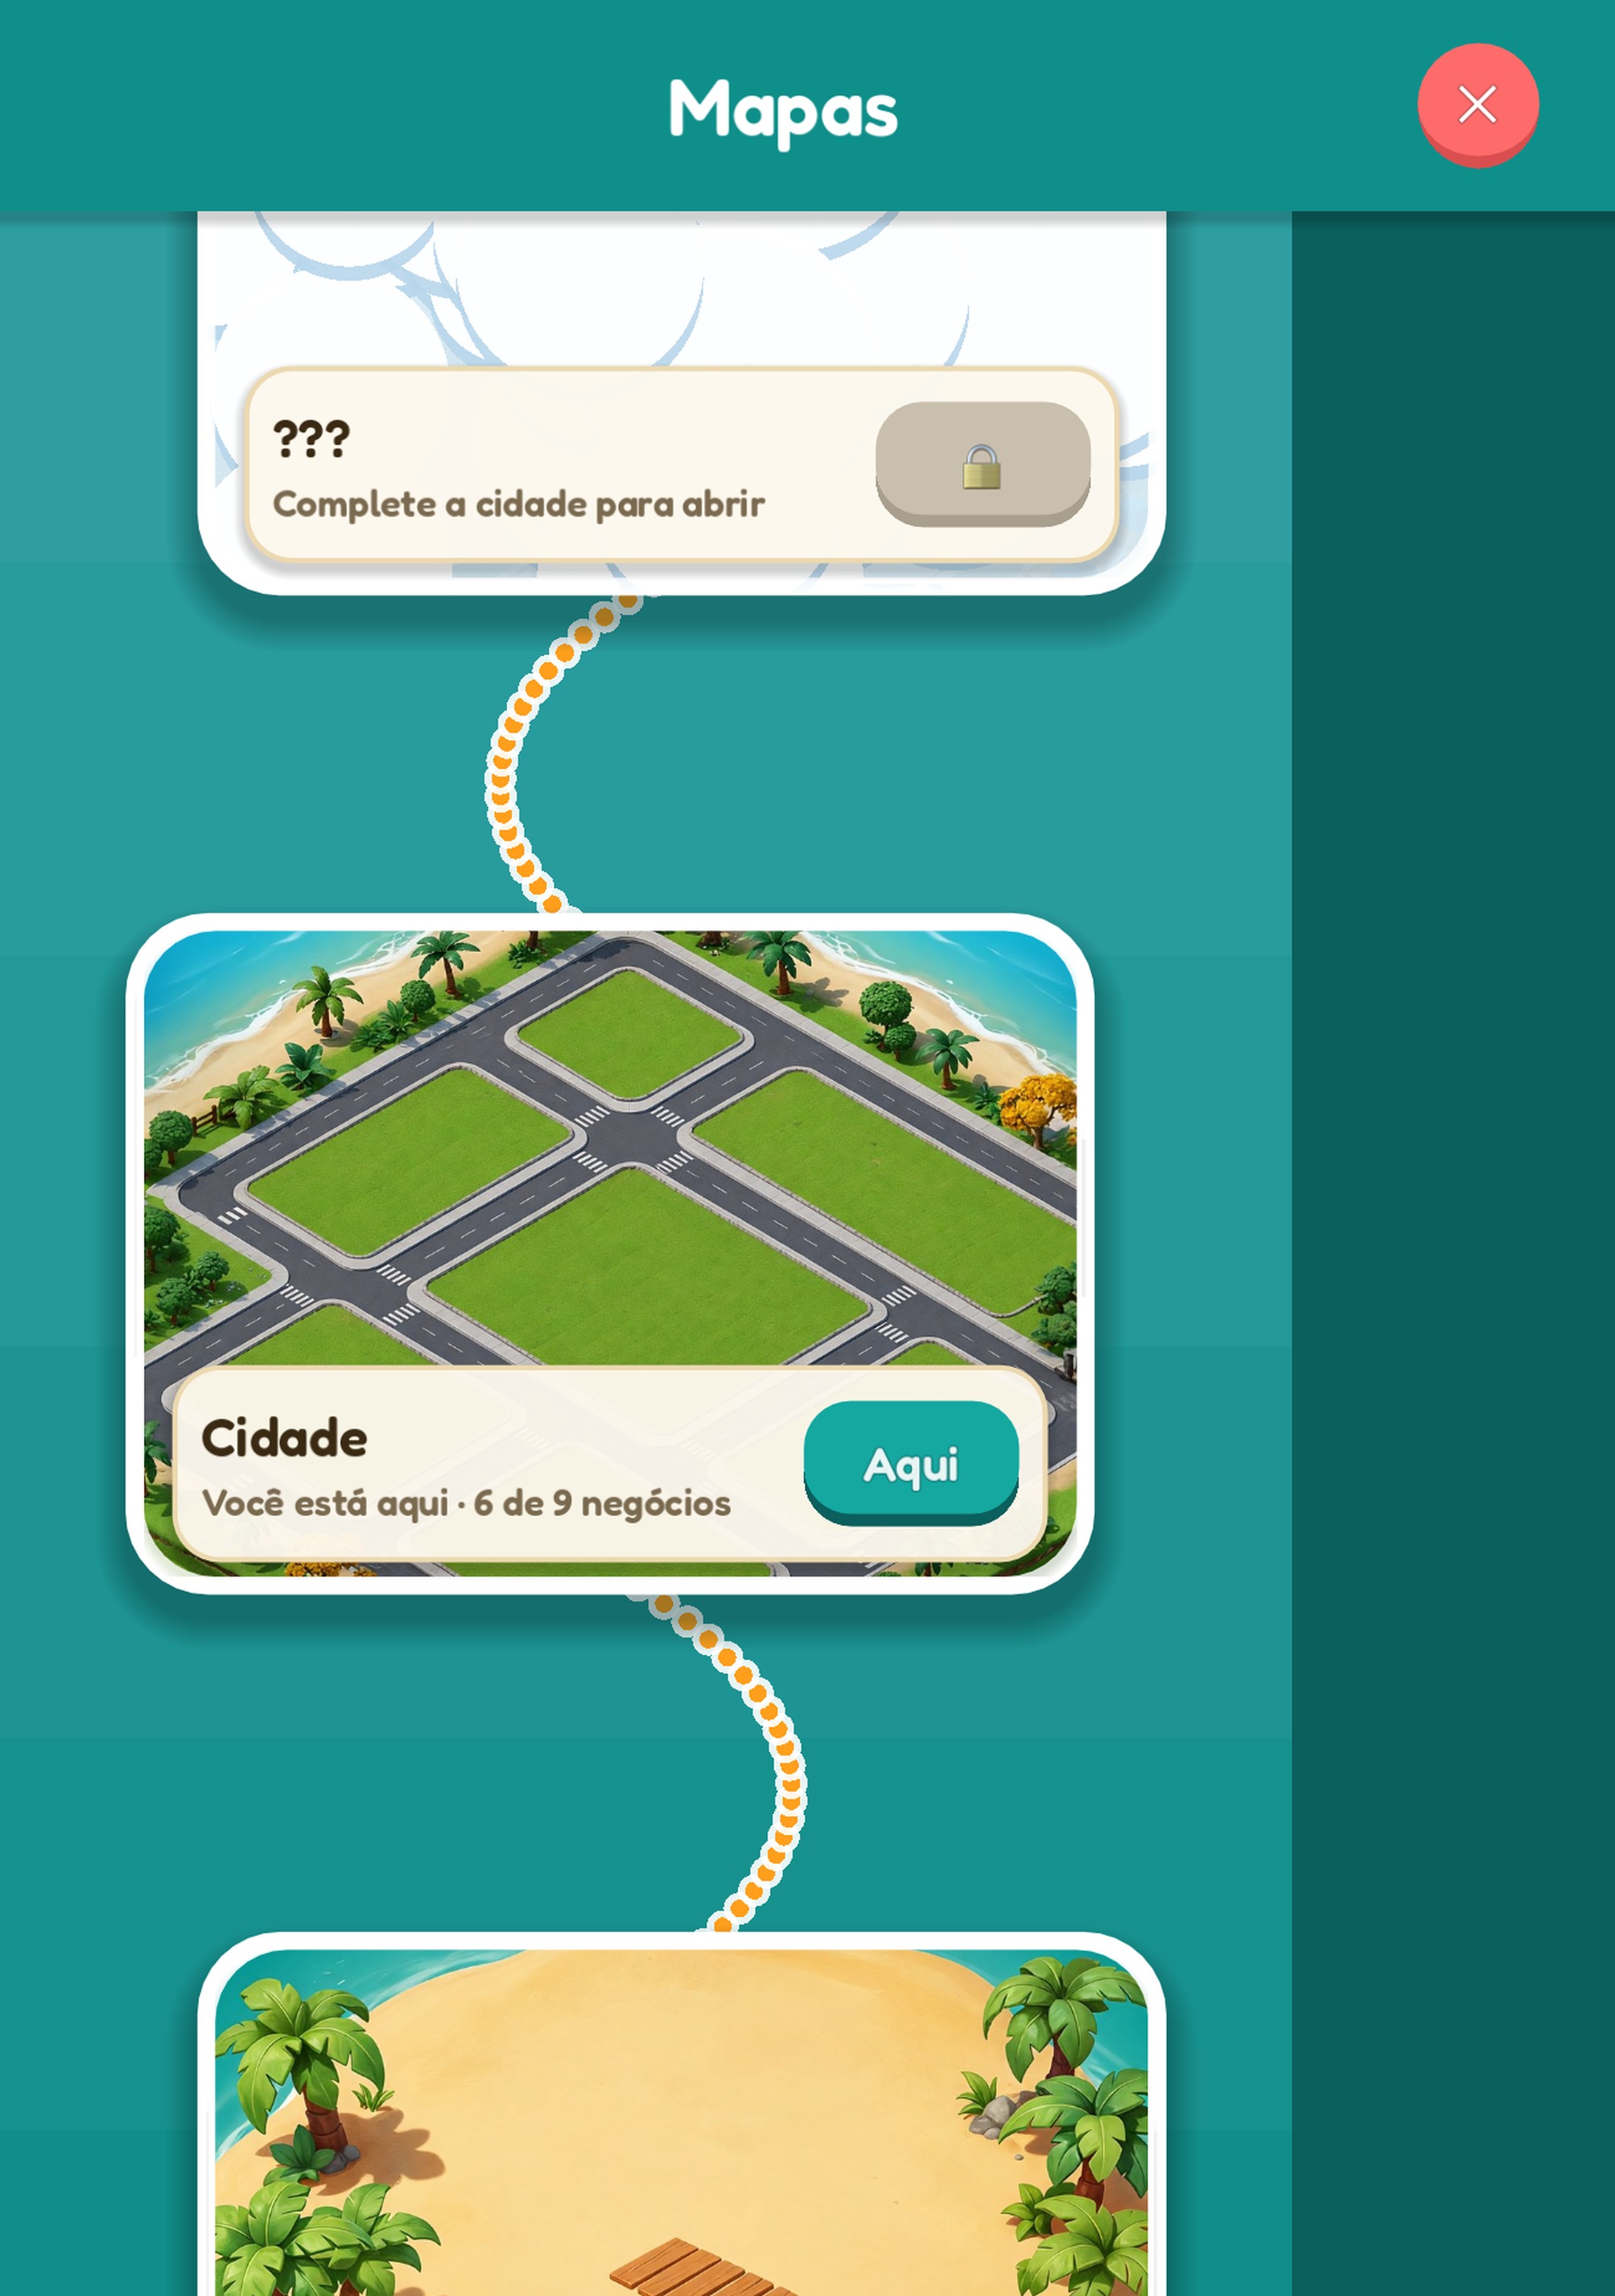 Mapas
???
Complete a cidade para abrir
Cidade
Você está aqui · 6 de 9 negócios
Aqui